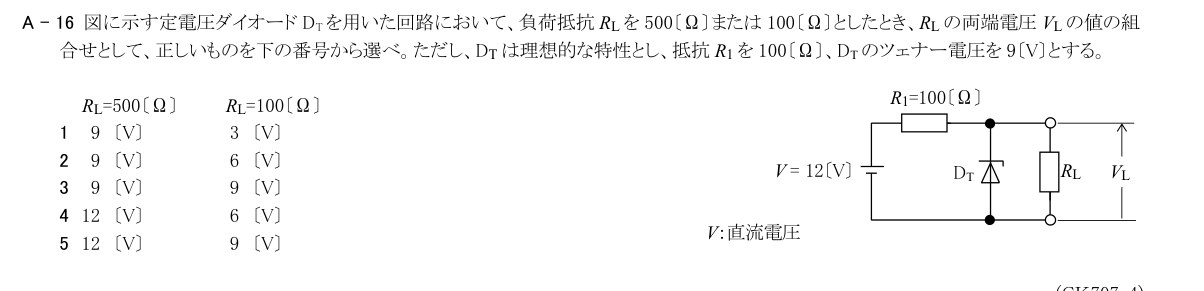 A－16 図に示す定電圧ダイオード DTを用いた回路において、負荷抵抗 RLを 500〔Ω〕または 100〔Ω〕としたとき、RLの両端電圧 VLの値の組
合せとして、正しいものを下の番号から選べ。ただし、DTは理想的な特性とし、抵抗 R1を 100〔Ω〕、DTのツェナー電圧を 9〔V〕とする。
RL=500〔Ω〕 RL=100〔Ω〕
1 9 〔V〕 3 〔V〕
2 9 〔V〕 6 〔V〕
3 9 〔V〕 9 〔V〕
4 12 〔V〕 6 〔V〕
5 12 〔V〕 9 〔V〕
R1=100〔Ω〕
V= 12〔V〕
DT
RL
VL
V:直流電圧